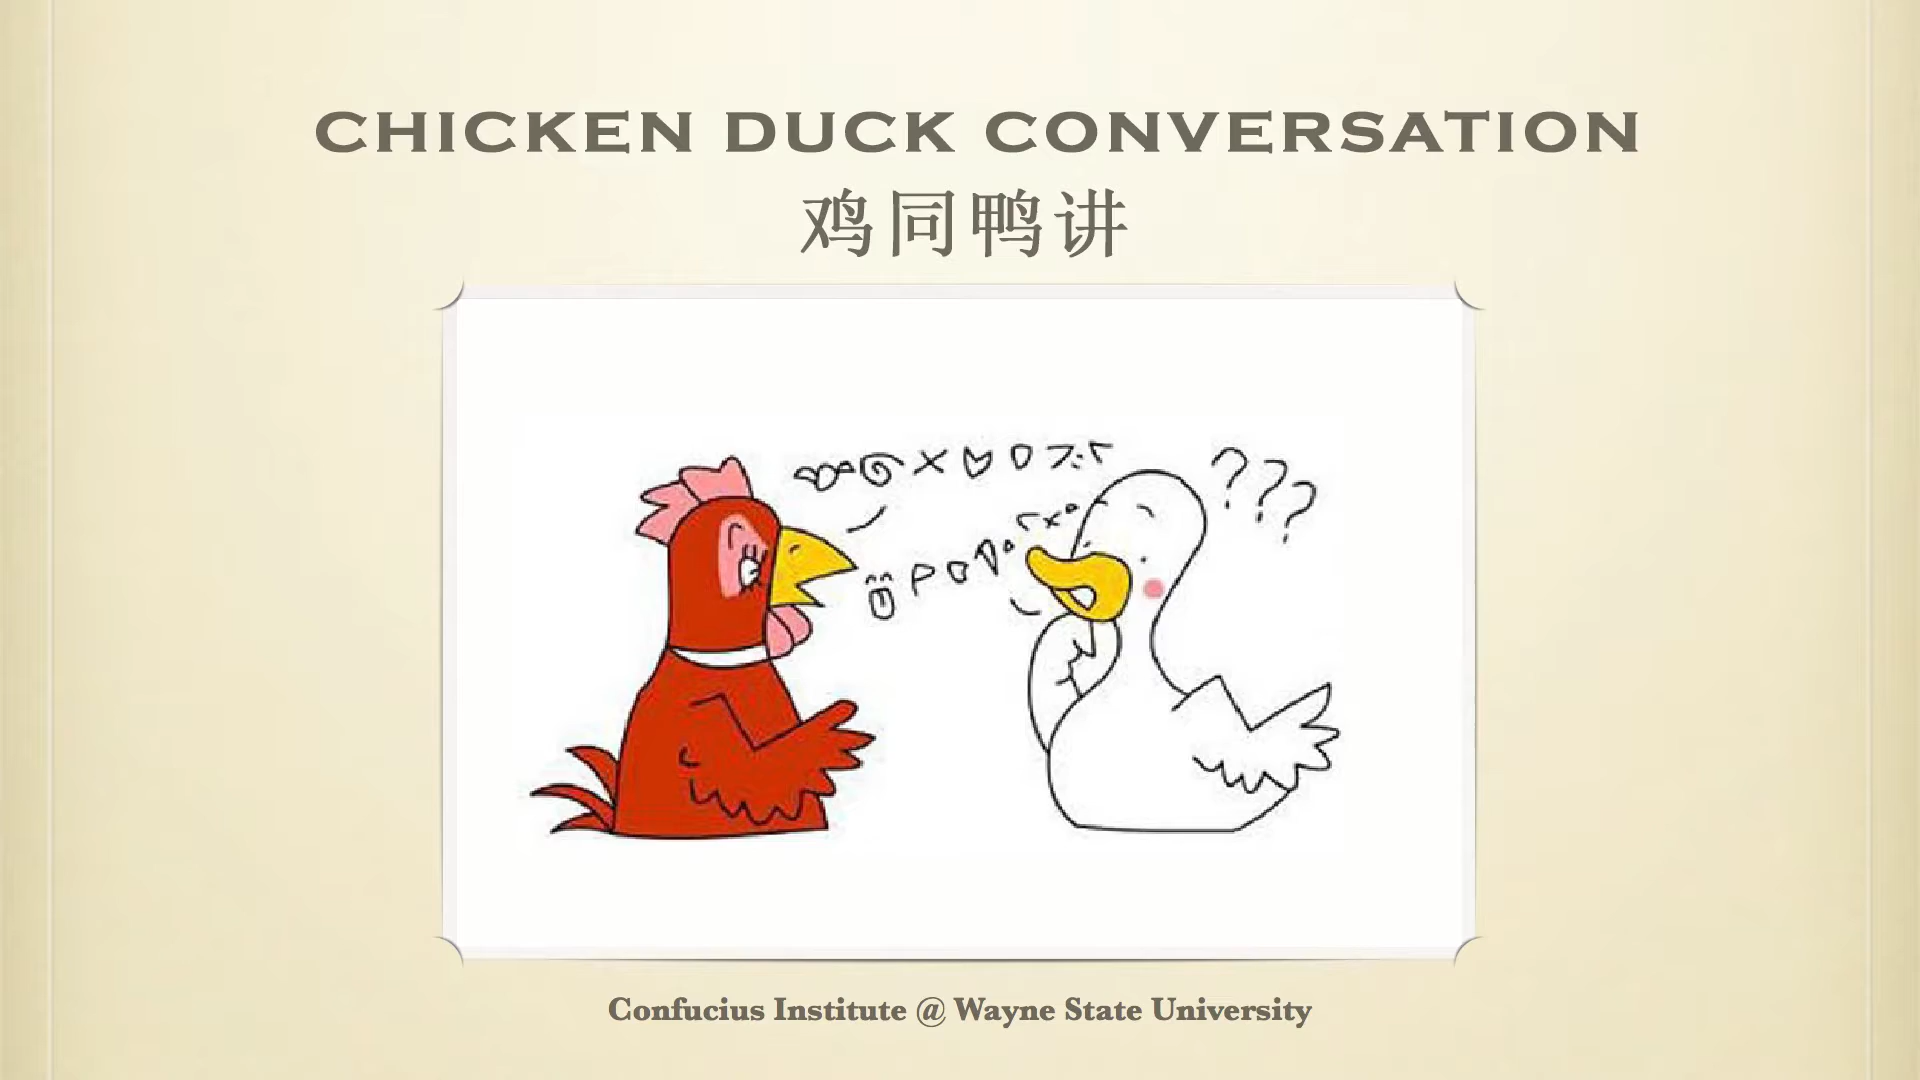 CHICKEN DUCK CONVERSATION
鸡同鸭讲
???
Confucius Institute @ Wayne State University